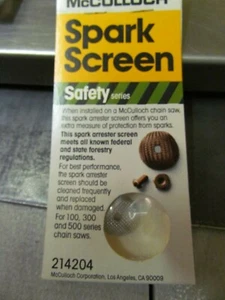 McCULLOCH
Spark
Screen
Safety series
When installed on a McCulloch chain saw,
this spark arrester screen offers you an
extra measure of protection from sparks.
This spark arrester screen
meets all known federal
and state forestry
regulations.
For best performance,
the spark arrester
screen should be
cleaned frequently
and replaced
when damaged.
For 100, 300
and 500 series
chain saws.
214204
McCulloch Corporation, Los Angeles, CA 90009